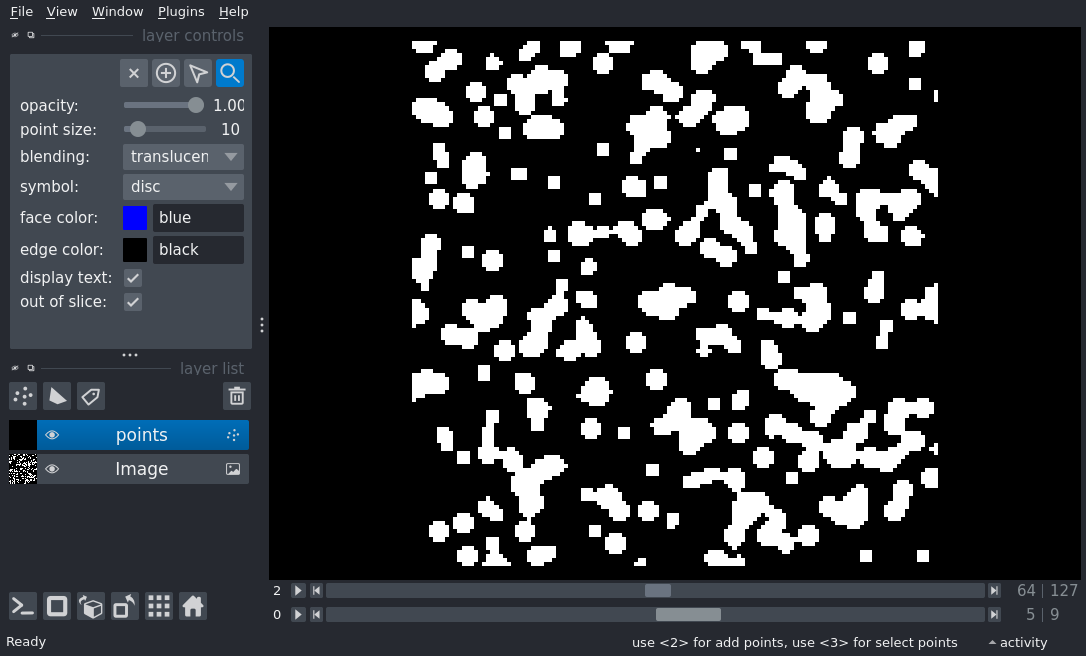 File View Window Plugins Help
layer controls
opacity: 1.00
point size: 10
blending: translucen
symbol: disc
face color: blue
edge color: black
display text:
out of slice:
layer list
points
Image
2 64 | 127
0 5 | 9
Ready use <2> for add points, use <3> for select points activity